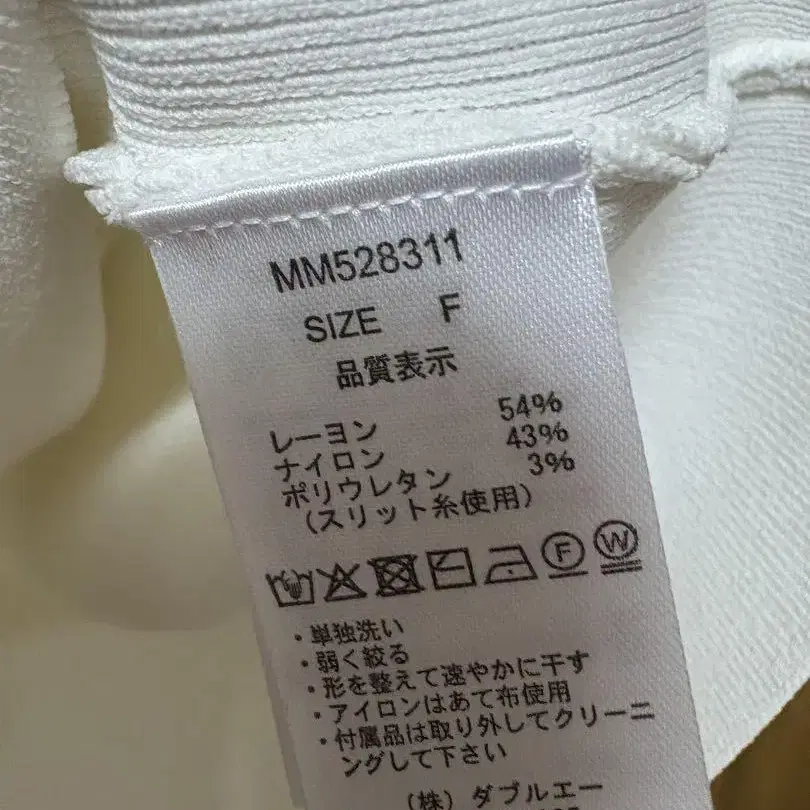 MM528311
SIZE F
品質表示
レーヨン 54%
ナイロン 43%
ポリウレタン 3%
(スリット糸使用)
F W
・単独洗い
・弱く絞る
・形を整えて速やかに干す
・アイロンはあて布使用
・付属品は取り外してクリーニ
ングして下さい
(株)ダブルエー